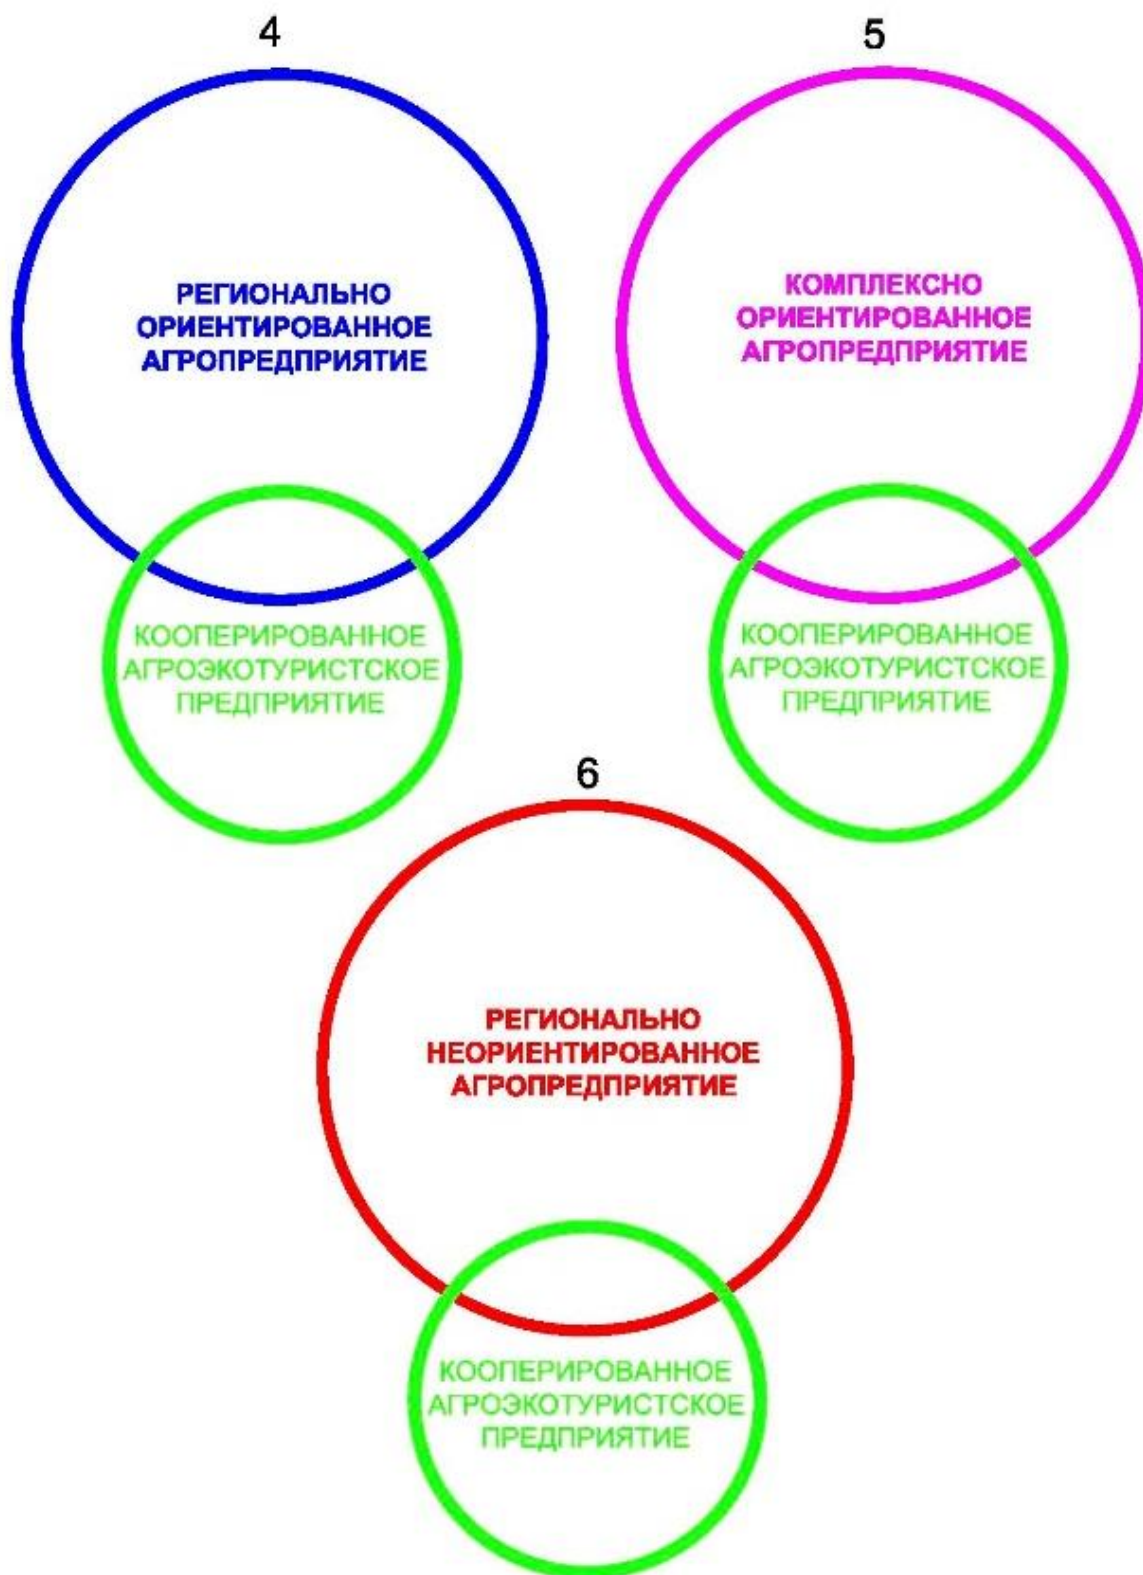 4
РЕГИОНАЛЬНО
ОРИЕНТИРОВАННОЕ
АГРОПРЕДПРИЯТИЕ
КООПЕРИРОВАННОЕ
АГРОЭКОТУРИСТСКОЕ
ПРЕДПРИЯТИЕ
5
КОМПЛЕКСНО
ОРИЕНТИРОВАННОЕ
АГРОПРЕДПРИЯТИЕ
КООПЕРИРОВАННОЕ
АГРОЭКОТУРИСТСКОЕ
ПРЕДПРИЯТИЕ
6
РЕГИОНАЛЬНО
НЕОРИЕНТИРОВАННОЕ
АГРОПРЕДПРИЯТИЕ
КООПЕРИРОВАННОЕ
АГРОЭКОТУРИСТСКОЕ
ПРЕДПРИЯТИЕ